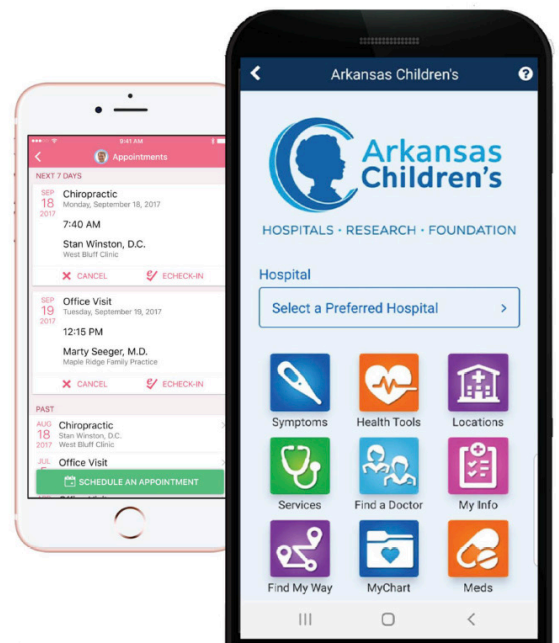 9:41 AM
Appointments
NEXT 7 DAYS
SEP
18
2017
Chiropractic
Monday, September 18, 2017
7:40 AM
Stan Winston, D.C.
West Bluff Clinic
CANCEL
ECHECK-IN
SEP
19
2017
Office Visit
Tuesday, September 19, 2017
12:15 PM
Marty Seeger, M.D.
Maple Ridge Family Practice
CANCEL
ECHECK-IN
PAST
AUG
18
2017
Chiropractic
Stan Winston, D.C.
West Bluff Clinic
JUL
Office Visit
SCHEDULE AN APPOINTMENT
Arkansas Children's
?
Arkansas
Children's
HOSPITALS · RESEARCH · FOUNDATION
Hospital
Select a Preferred Hospital
Symptoms
Health Tools
Locations
Services
Find a Doctor
My Info
Find My Way
MyChart
Meds